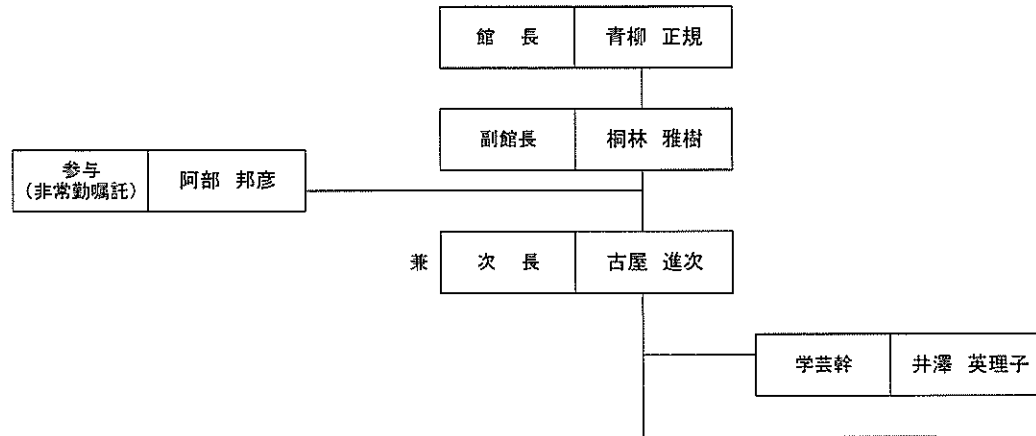 館　長　青柳 正規
副館長　桐林 雅樹
参与
(非常勤嘱託)　阿部 邦彦
兼　次　長　古屋 進次
学芸幹　井澤 英理子